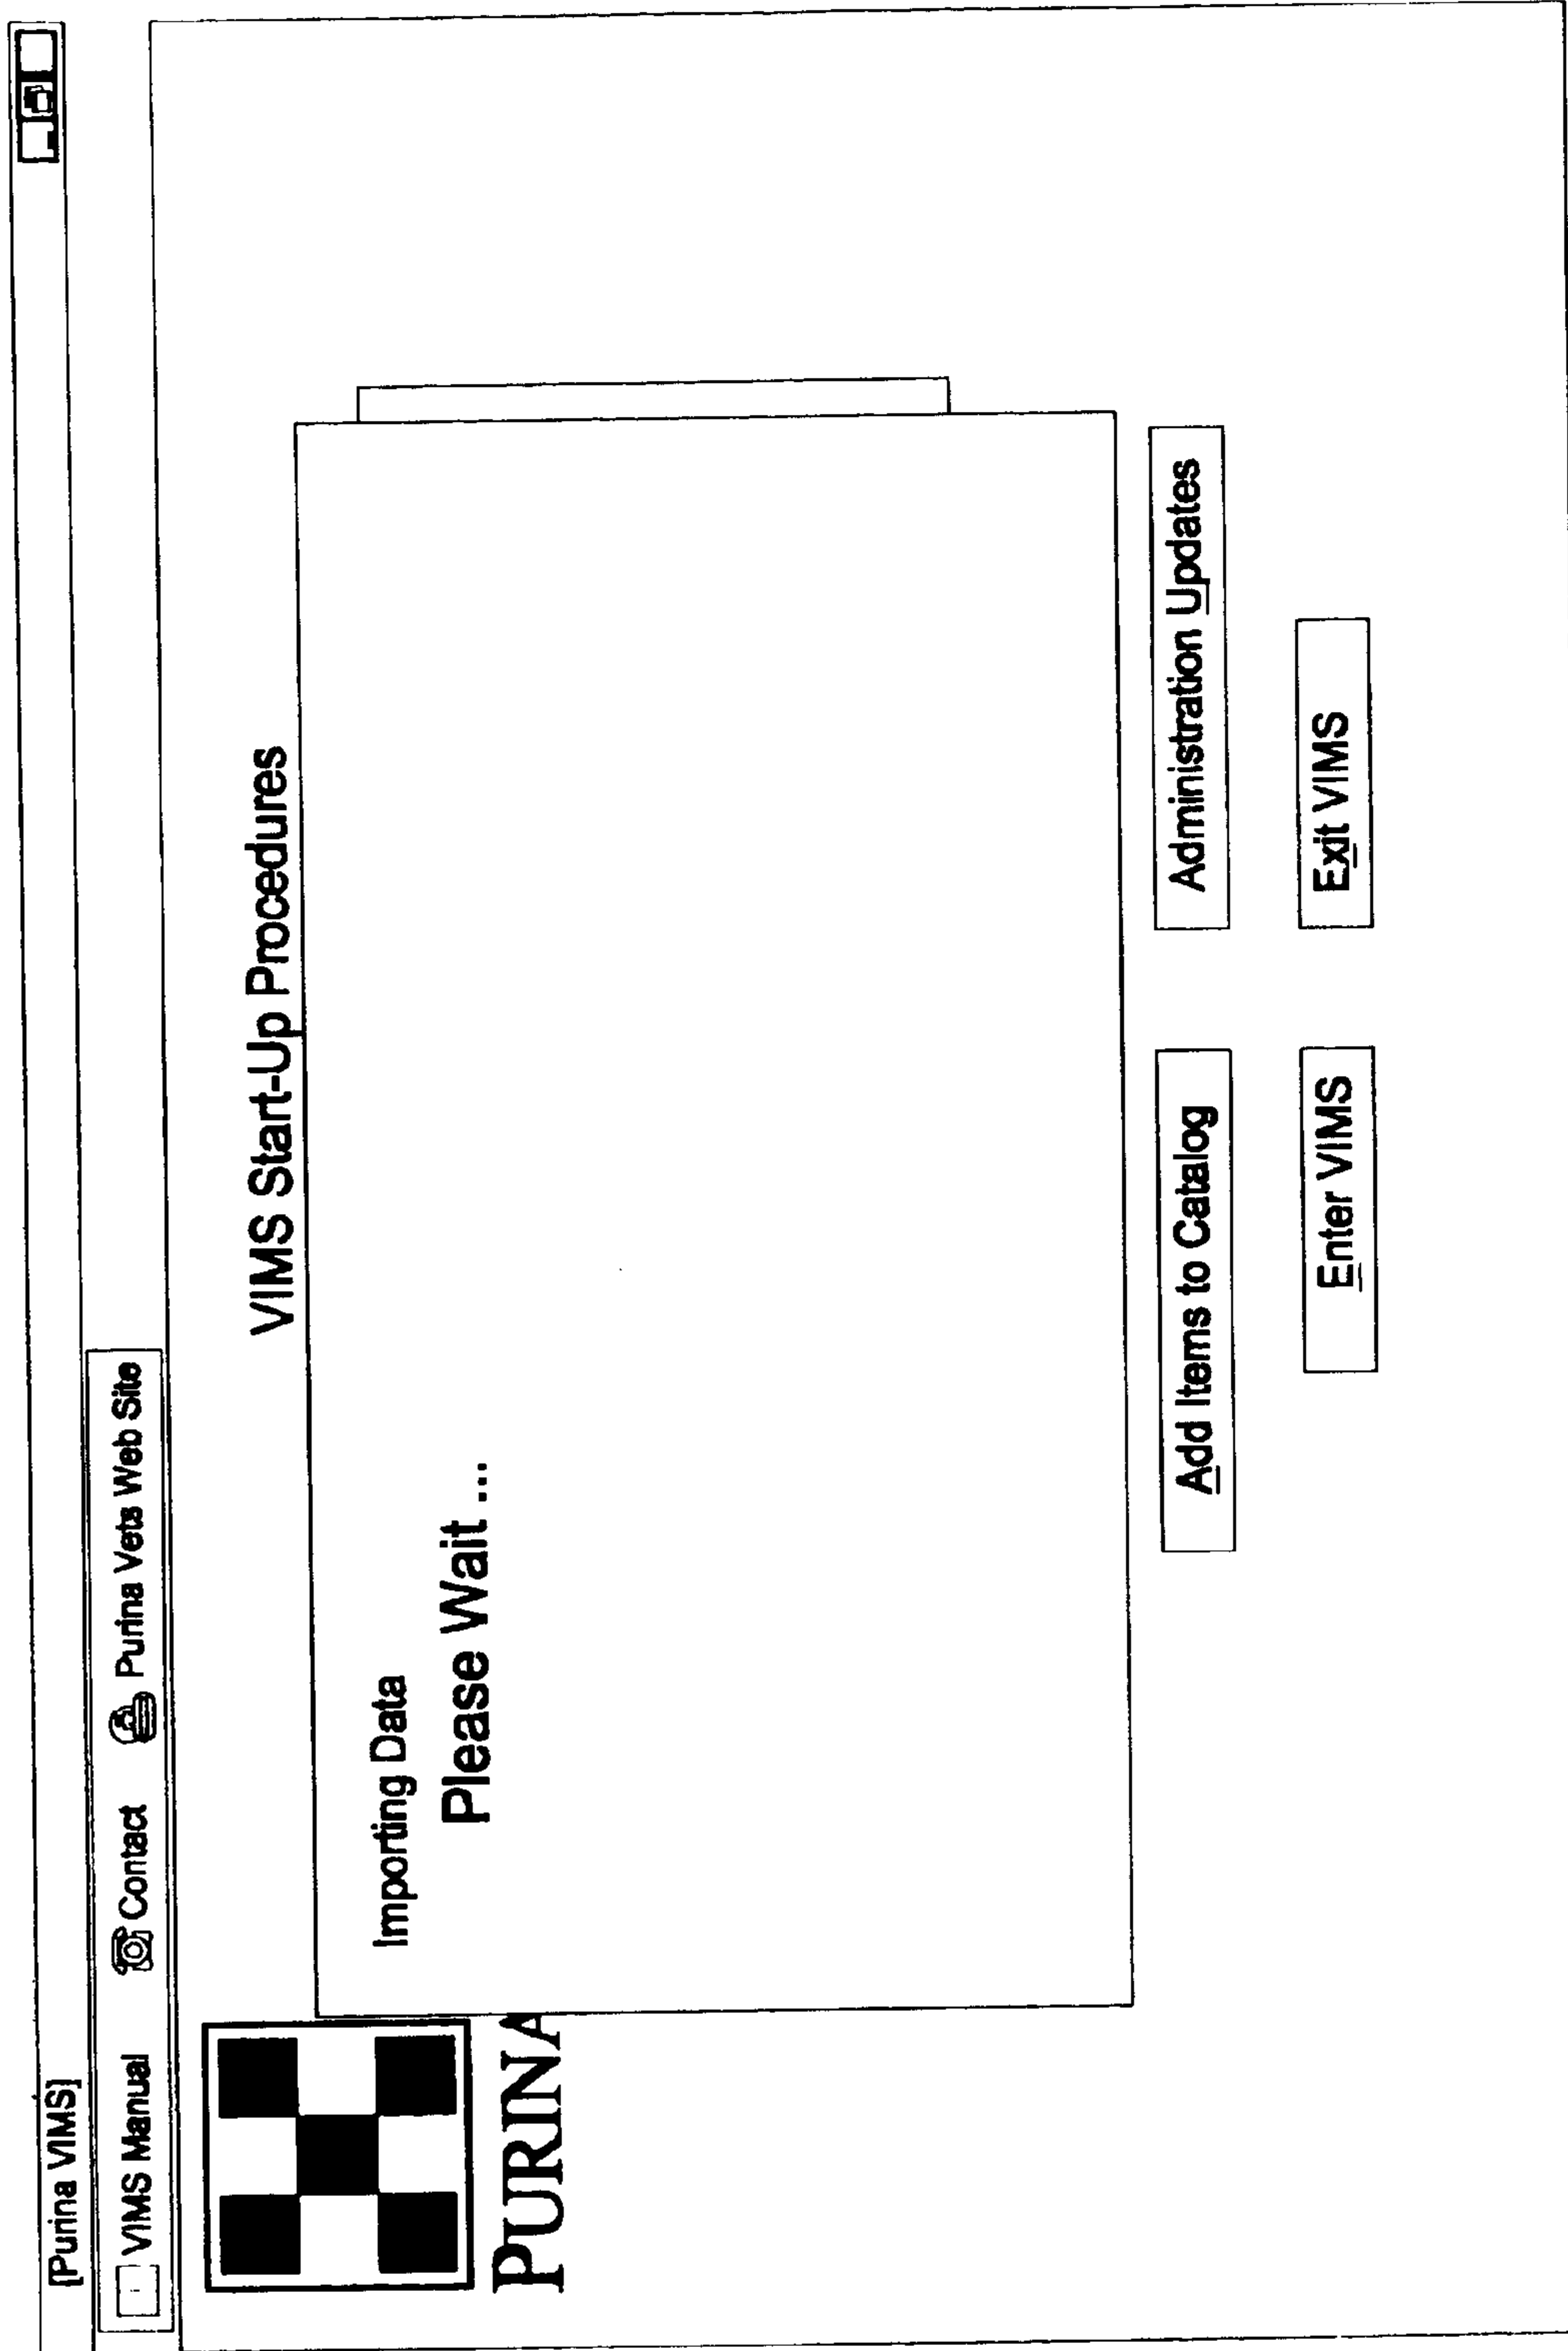 [Purina VIMS]
VIMS Manual Contact Purina Vets Web Site
VIMS Start-Up Procedures
PURINA
Importing Data
Please Wait ...
Add Items to Catalog Administration Updates
Enter VIMS Exit VIMS